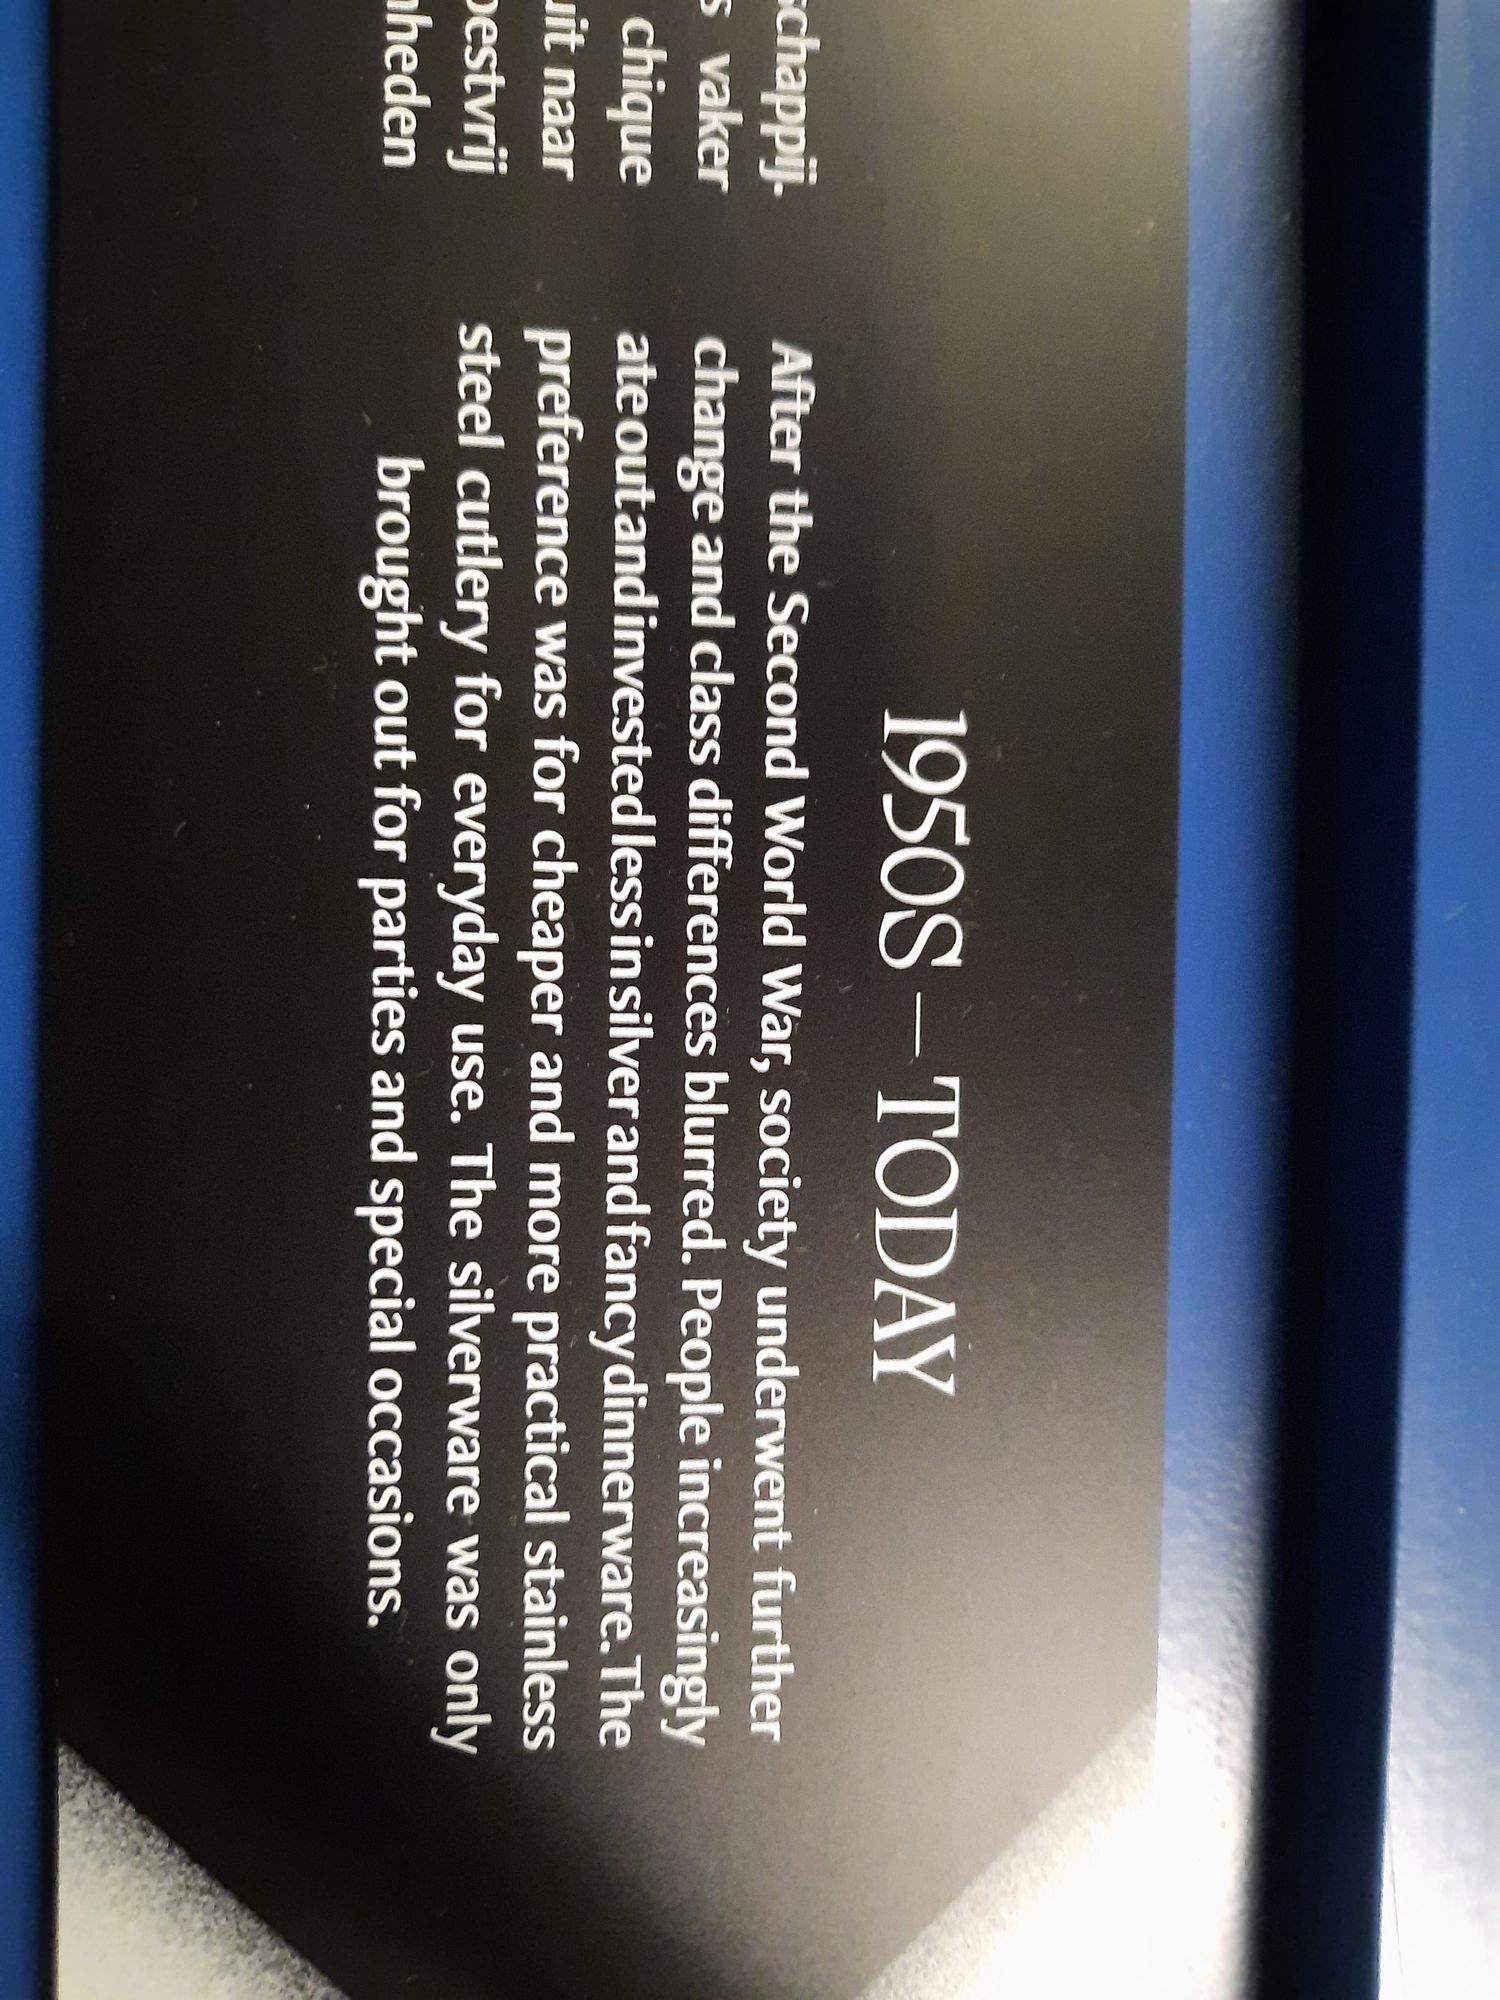 schappij.
vaker
chique
uit naar
1950S – TODAY
After the Second World War, society underwent further
change and class differences blurred. People increasingly
ate out and invested less in silver and fancy dinnerware. The
preference was for cheaper and more practical stainless
steel cutlery for everyday use. The silverware was only
brought out for parties and special occasions.